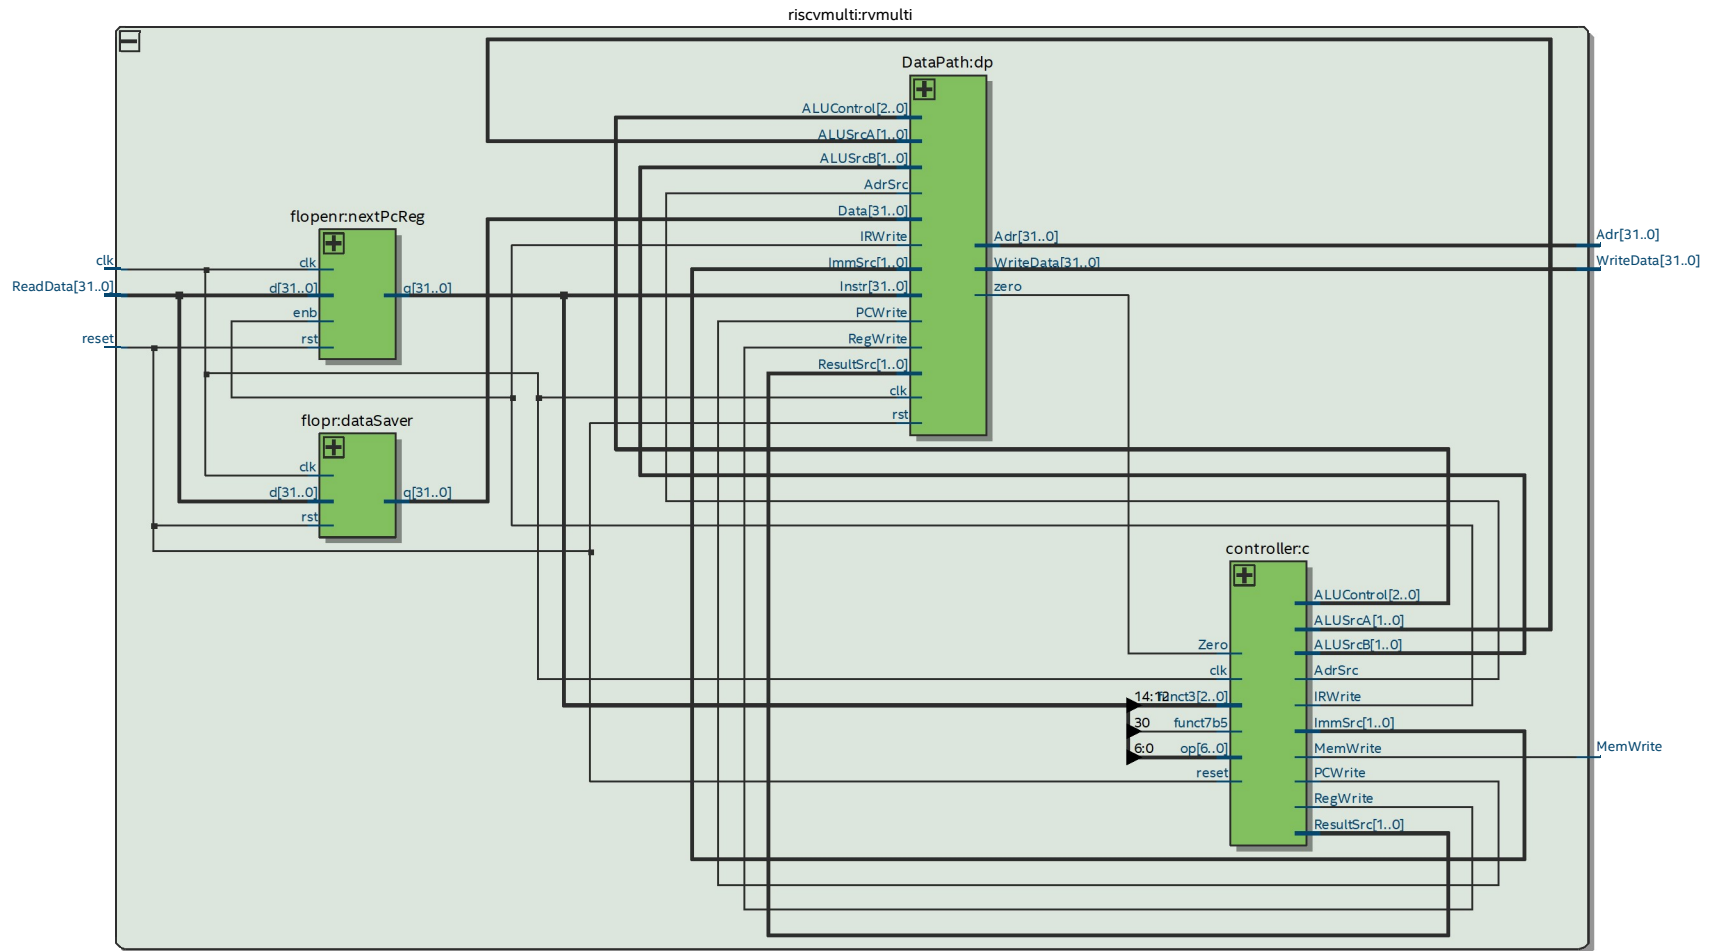 riscvmulti:rvmulti
DataPath:dp
ALUControl[2..0]
ALUSrcA[1..0]
ALUSrcB[1..0]
AdrSrc
Data[31..0]
IRWrite
ImmSrc[1..0]
Instr[31..0]
PCWrite
RegWrite
ResultSrc[1..0]
clk
rst
Adr[31..0]
WriteData[31..0]
zero
Adr[31..0]
WriteData[31..0]
flopenr:nextPcReg
clk
ReadData[31..0]
reset
clk
d[31..0]
enb
rst
q[31..0]
flopr:dataSaver
clk
d[31..0]
rst
q[31..0]
controller:c
Zero
clk
14:12
funct3[2..0]
30
funct7b5
6:0
op[6..0]
reset
ALUControl[2..0]
ALUSrcA[1..0]
ALUSrcB[1..0]
AdrSrc
IRWrite
ImmSrc[1..0]
MemWrite
PCWrite
RegWrite
ResultSrc[1..0]
MemWrite